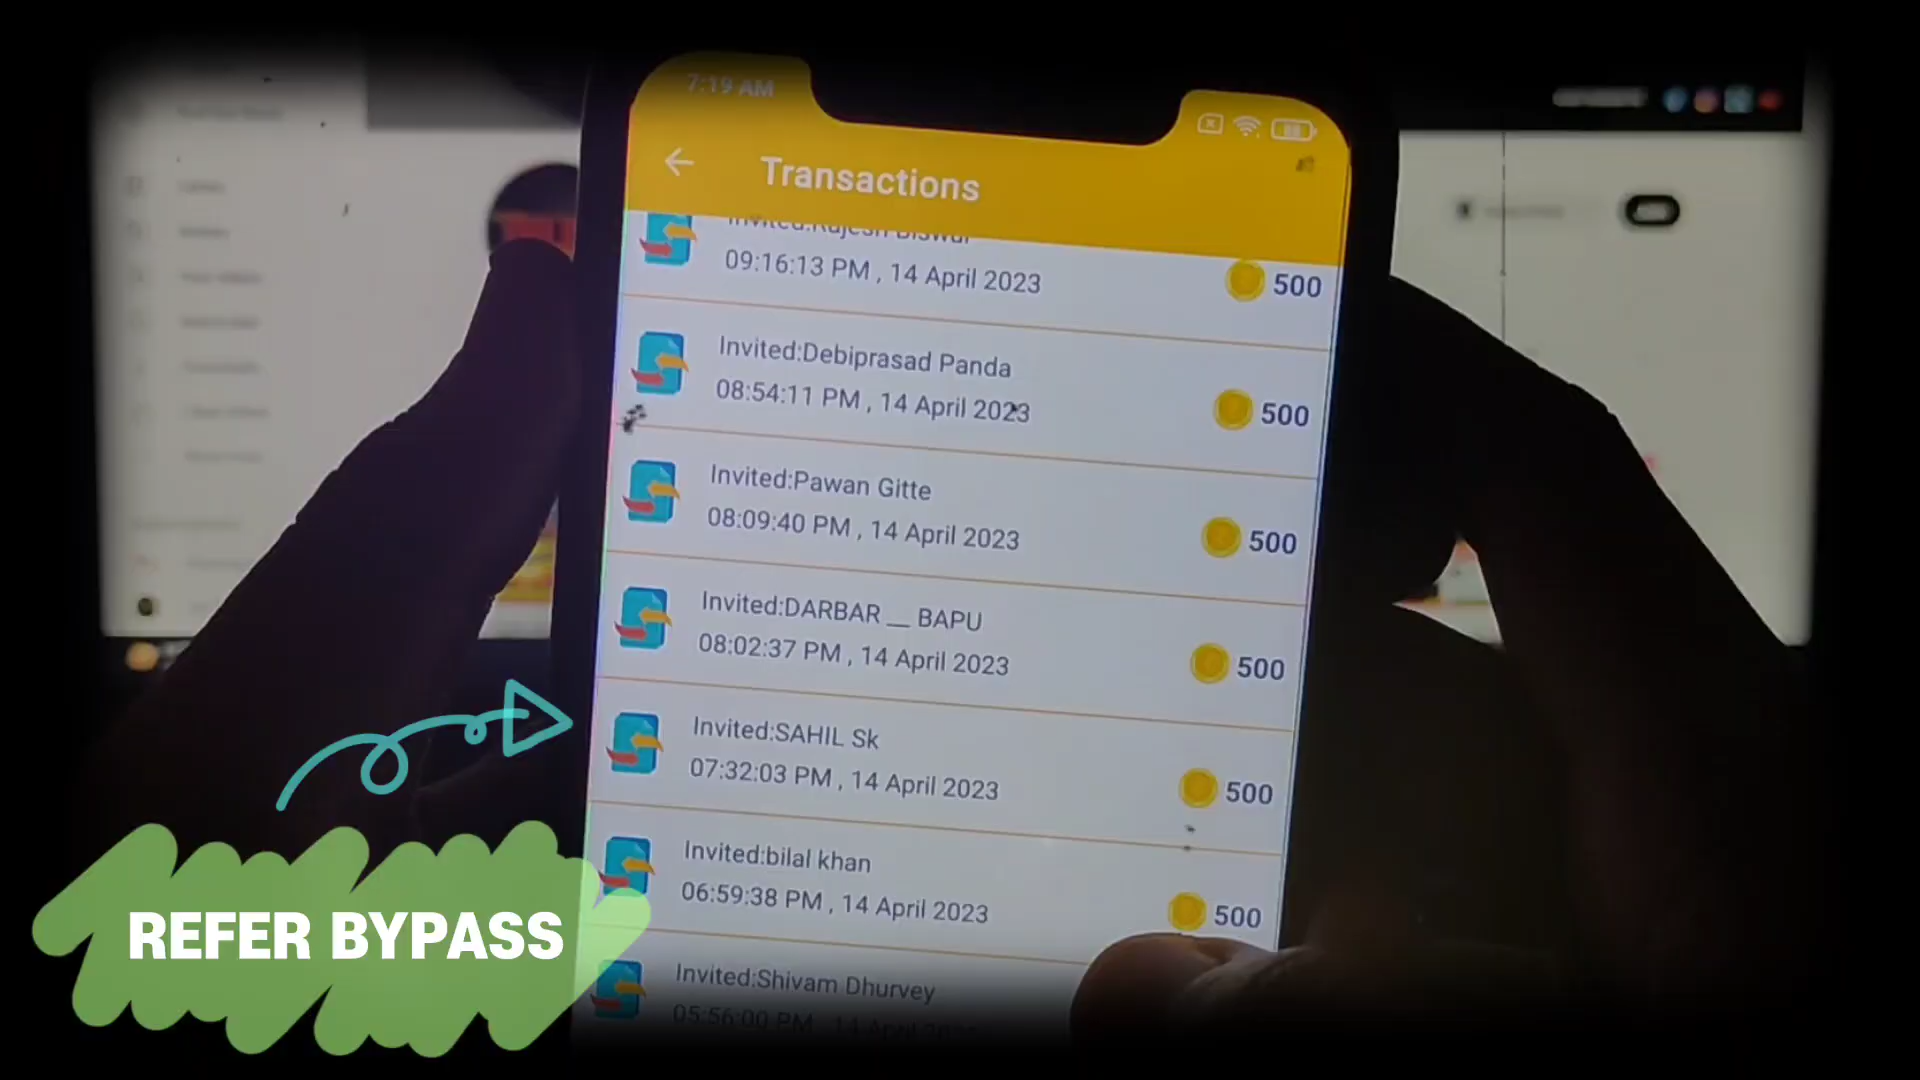 7:19 AM
Transactions
Invited:Rajesh Biswal
09:16:13 PM , 14 April 2023
500
Invited:Debiprasad Panda
08:54:11 PM , 14 April 2023
500
Invited:Pawan Gitte
08:09:40 PM , 14 April 2023
500
Invited:DARBAR __ BAPU
08:02:37 PM , 14 April 2023
500
Invited:SAHIL Sk
07:32:03 PM , 14 April 2023
500
Invited:bilal khan
06:59:38 PM , 14 April 2023
500
Invited:Shivam Dhurvey
05:56:00 PM , 14 April
REFER BYPASS